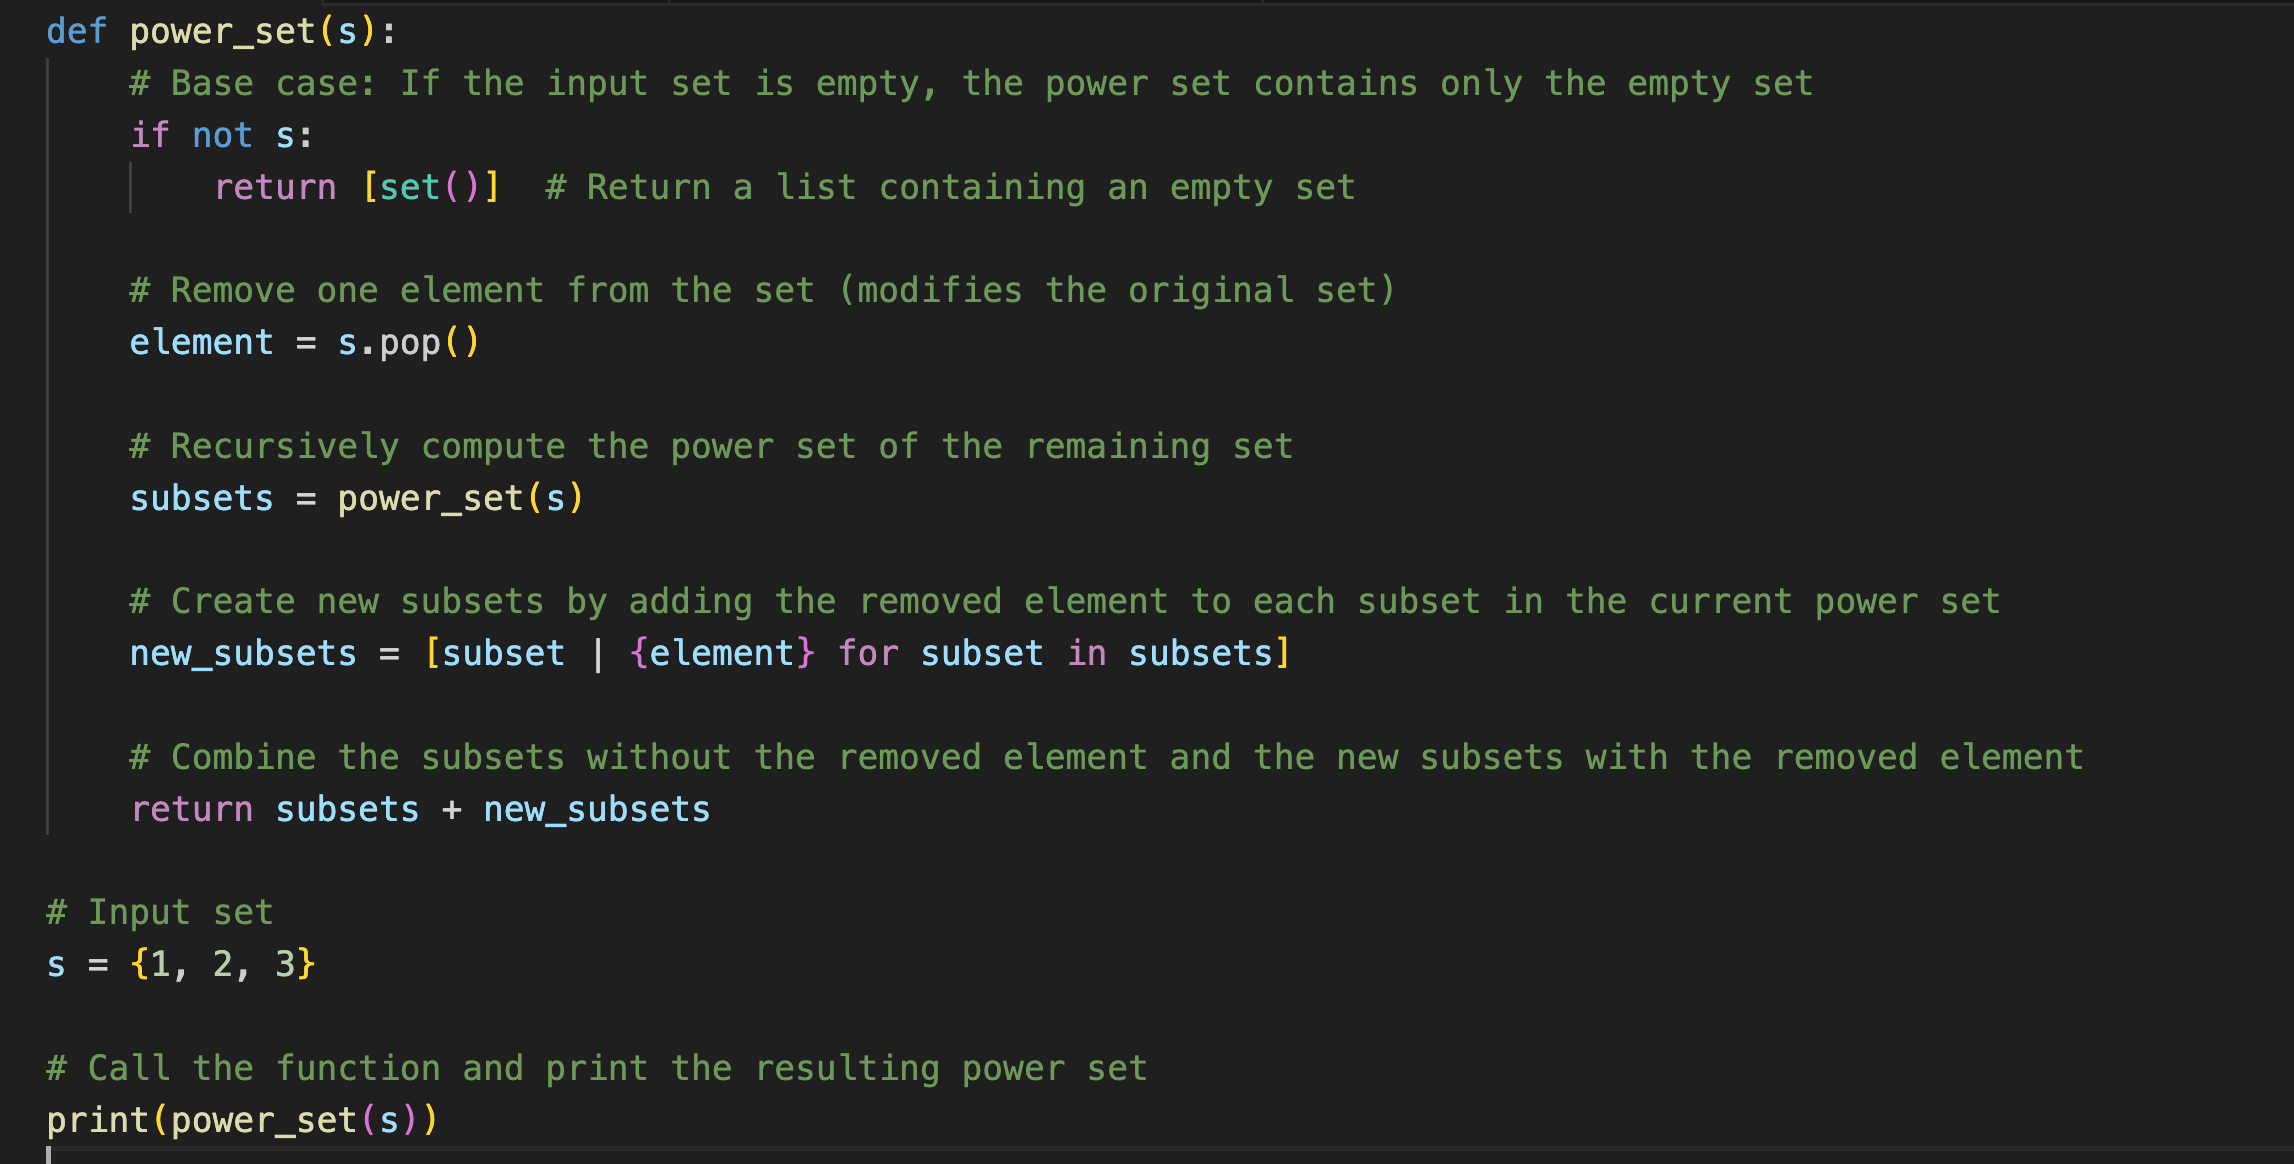 def power_set(s):
    # Base case: If the input set is empty, the power set contains only the empty set
    if not s:
        return [set()]  # Return a list containing an empty set
    # Remove one element from the set (modifies the original set)
    element = s.pop()
    # Recursively compute the power set of the remaining set
    subsets = power_set(s)
    # Create new subsets by adding the removed element to each subset in the current power set
    new_subsets = [subset | {element} for subset in subsets]
    # Combine the subsets without the removed element and the new subsets with the removed element
    return subsets + new_subsets
# Input set
s = {1, 2, 3}
# Call the function and print the resulting power set
print(power_set(s))